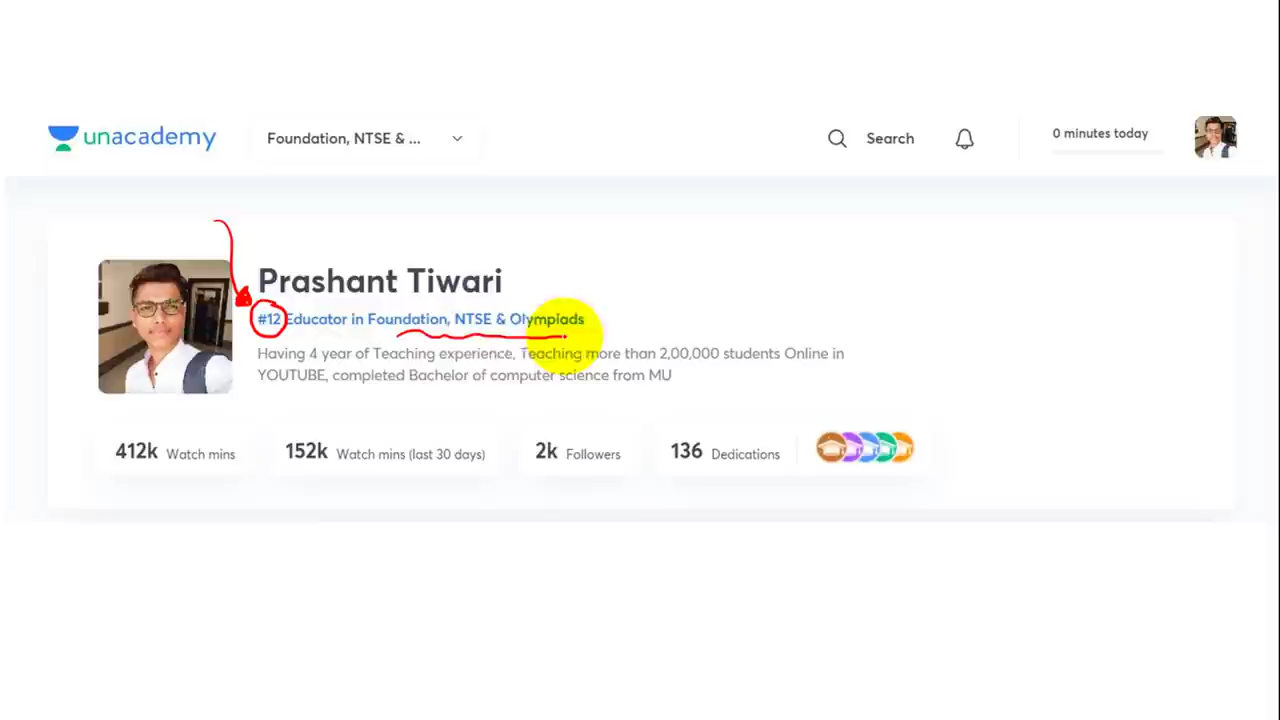 unacademy
Foundation, NTSE & ...
Search
0 minutes today
Prashant Tiwari
#12 Educator in Foundation, NTSE & Olympiads
Having 4 year of Teaching experience, Teaching more than 2,00,000 students Online in
YOUTUBE, completed Bachelor of computer science from MU
412k Watch mins
152k Watch mins (last 30 days)
2k Followers
136 Dedications